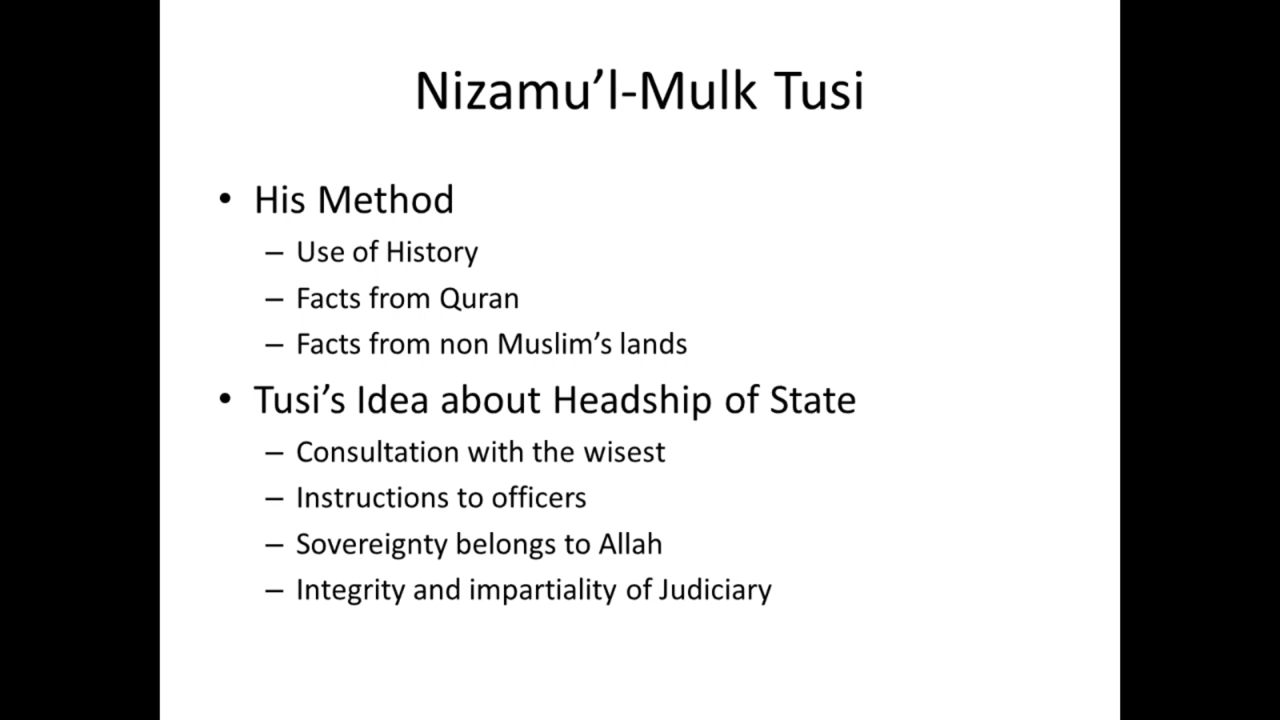 Nizamu’l-Mulk Tusi
• His Method
– Use of History
– Facts from Quran
– Facts from non Muslim’s lands
• Tusi’s Idea about Headship of State
– Consultation with the wisest
– Instructions to officers
– Sovereignty belongs to Allah
– Integrity and impartiality of Judiciary